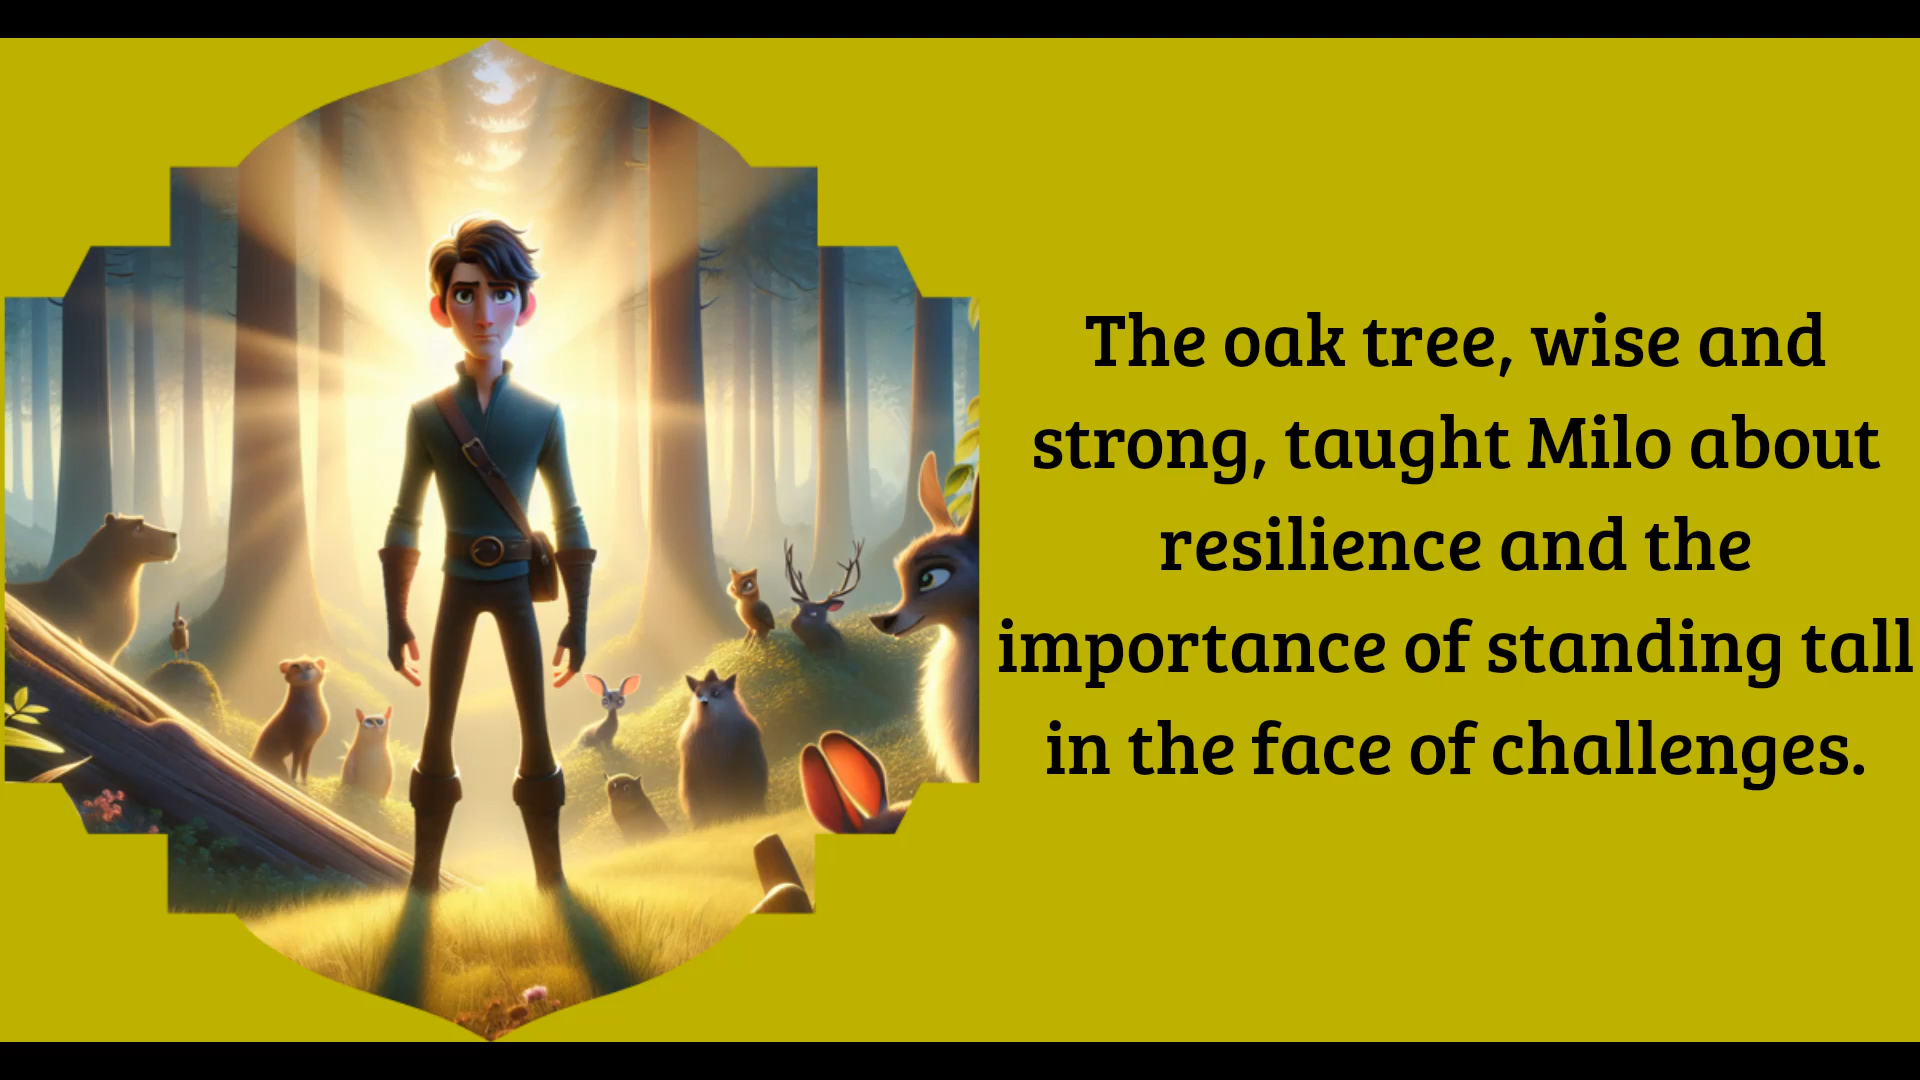 The oak tree, wise and
strong, taught Milo about
resilience and the
importance of standing tall
in the face of challenges.